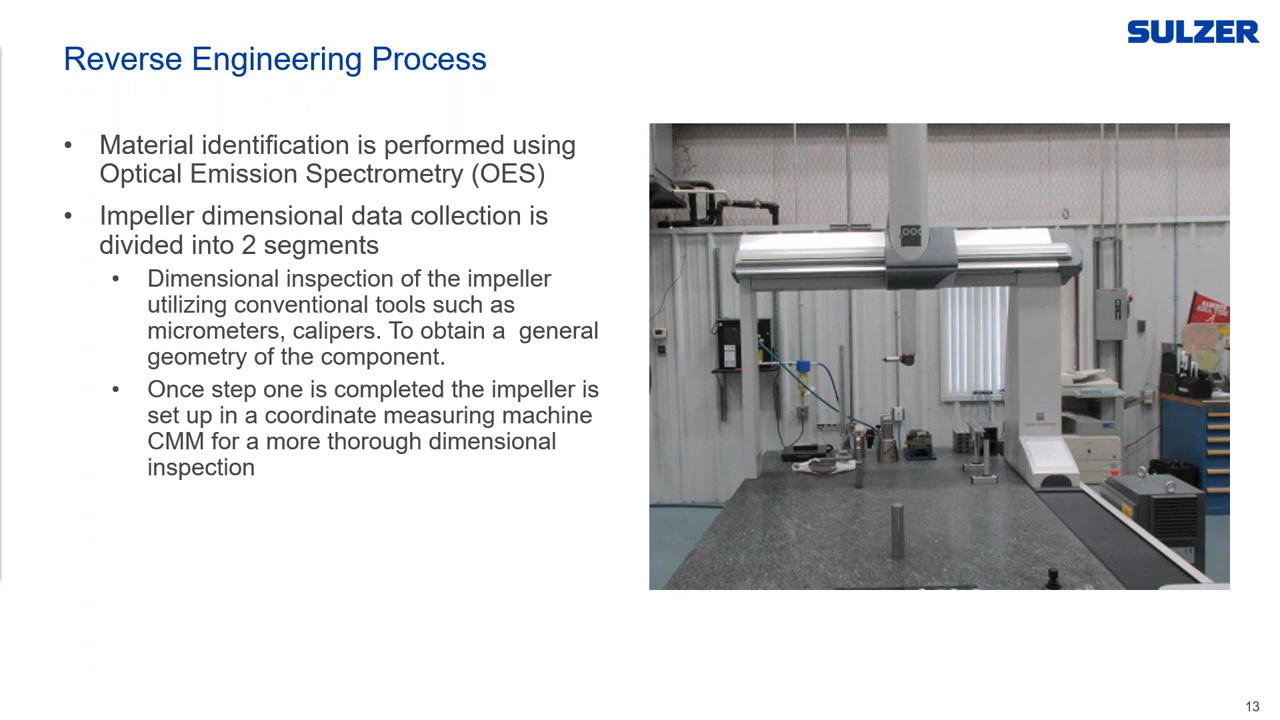 SULZER
Reverse Engineering Process
• Material identification is performed using
Optical Emission Spectrometry (OES)
• Impeller dimensional data collection is
divided into 2 segments
• Dimensional inspection of the impeller
utilizing conventional tools such as
micrometers, calipers. To obtain a  general
geometry of the component.
• Once step one is completed the impeller is
set up in a coordinate measuring machine
CMM for a more thorough dimensional
inspection
13